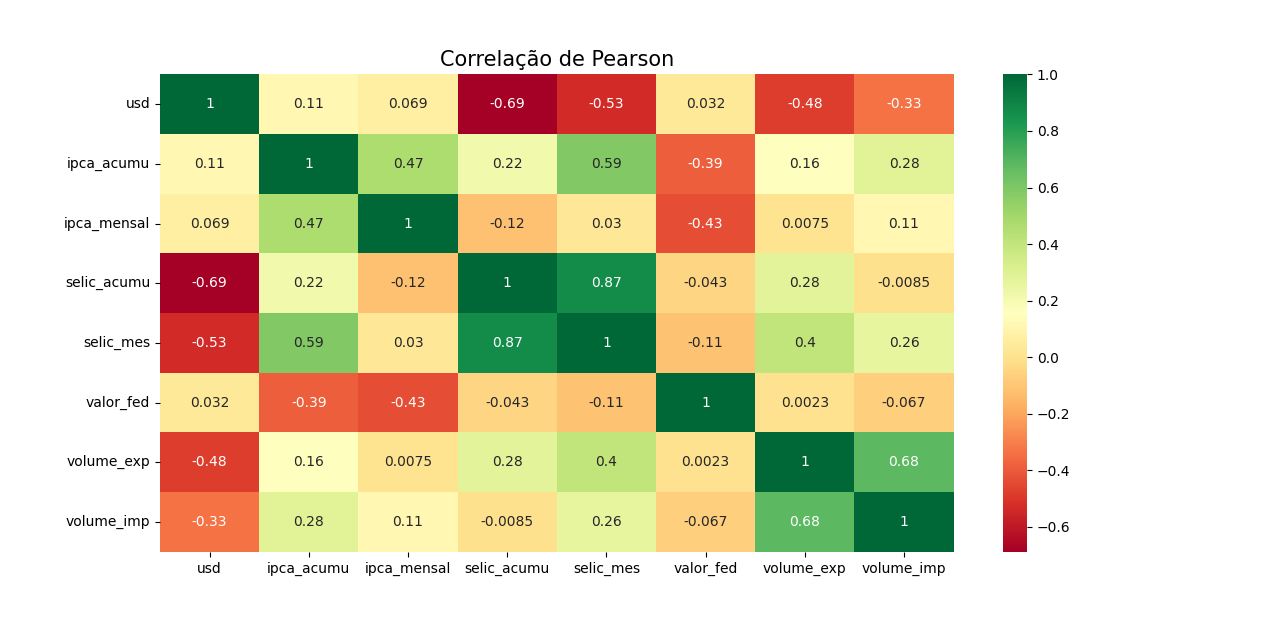 Correlação de Pearson
usd 1 0.11 0.069 -0.69 -0.53 0.032 -0.48 -0.33
ipca_acumu 0.11 1 0.47 0.22 0.59 -0.39 0.16 0.28
ipca_mensal 0.069 0.47 1 -0.12 0.03 -0.43 0.0075 0.11
selic_acumu -0.69 0.22 -0.12 1 0.87 -0.043 0.28 -0.0085
selic_mes -0.53 0.59 0.03 0.87 1 -0.11 0.4 0.26
valor_fed 0.032 -0.39 -0.43 -0.043 -0.11 1 0.0023 -0.067
volume_exp -0.48 0.16 0.0075 0.28 0.4 0.0023 1 0.68
volume_imp -0.33 0.28 0.11 -0.0085 0.26 -0.067 0.68 1
usd ipca_acumu ipca_mensal selic_acumu selic_mes valor_fed volume_exp volume_imp
1.0
0.8
0.6
0.4
0.2
0.0
−0.2
−0.4
−0.6